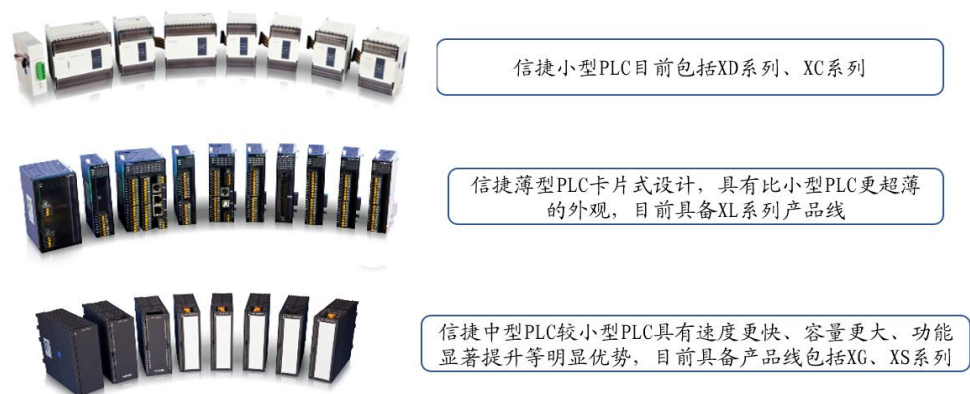 信捷小型PLC目前包括XD系列、XC系列
信捷薄型PLC卡片式设计，具有比小型PLC更超薄
的外观，目前具备XL系列产品线
信捷中型PLC较小型PLC具有速度更快、容量更大、功能
显著提升等明显优势，目前具备产品线包括XG、XS系列